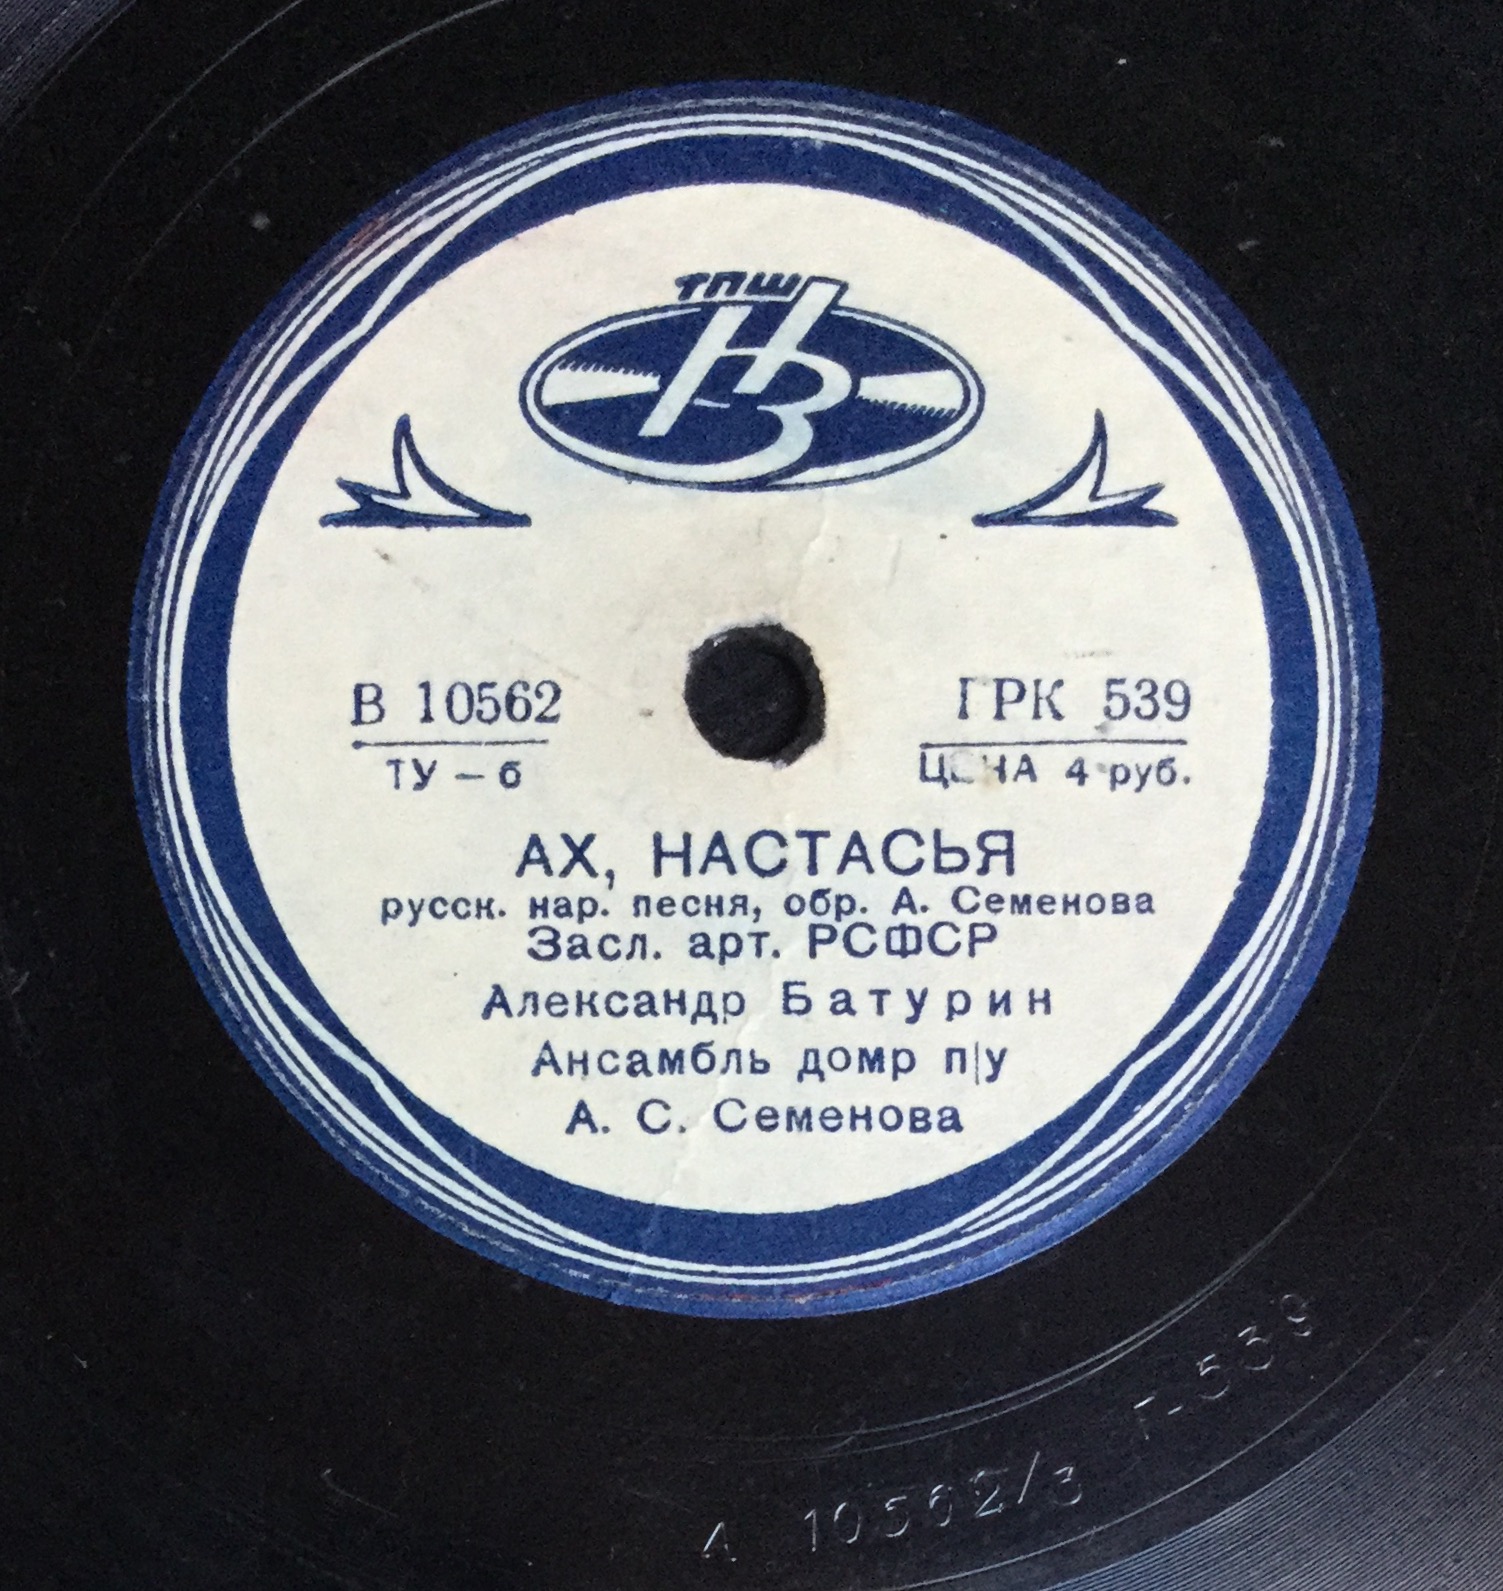 ТПШ
НЗ
В 10562 ГРК 539
ТУ – б ЦЕНА 4 руб.
АХ, НАСТАСЬЯ
русск. нар. песня, обр. А. Семенова
Засл. арт. РСФСР
Александр Батурин
Ансамбль домр п/у
А. С. Семенова
Г-539
А 10562/3